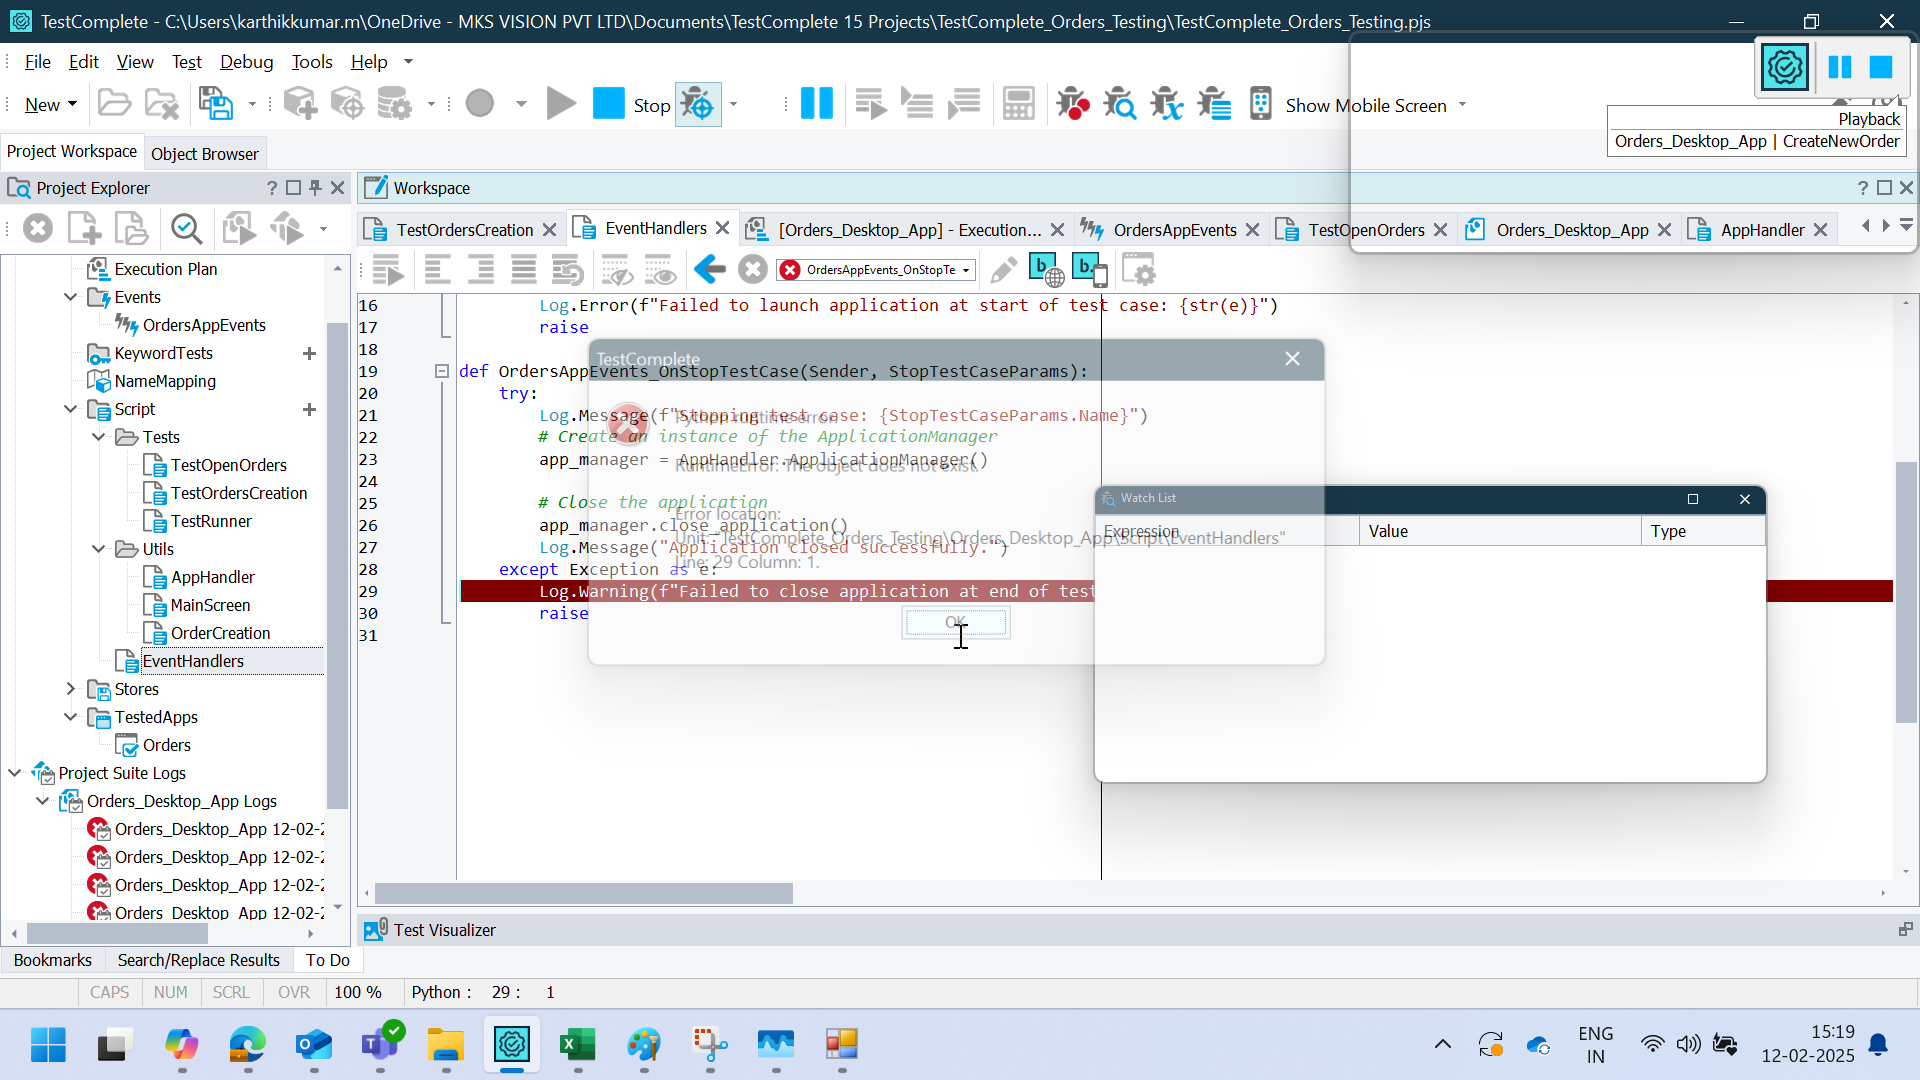 TestComplete - C:\Users\karthikkumar.m\OneDrive - MKS VISION PVT LTD\Documents\TestComplete 15 Projects\TestComplete_Orders_Testing\TestComplete_Orders_Testing.pjs
File Edit View Test Debug Tools Help
New Stop Show Mobile Screen
Playback
Orders_Desktop_App | CreateNewOrder
Project Workspace Object Browser
Project Explorer
Workspace
TestOrdersCreation EventHandlers [Orders_Desktop_App] - Execution... OrdersAppEvents TestOpenOrders Orders_Desktop_App AppHandler
OrdersAppEvents_OnStopTe
Execution Plan
Events
OrdersAppEvents
KeywordTests
NameMapping
Script
Tests
TestOpenOrders
TestOrdersCreation
TestRunner
Utils
AppHandler
MainScreen
OrderCreation
EventHandlers
Stores
TestedApps
Orders
Project Suite Logs
Orders_Desktop_App Logs
Orders_Desktop_App 12-02-2
Orders_Desktop_App 12-02-2
Orders_Desktop_App 12-02-2
Orders_Desktop_App 12-02-2
16 Log.Error(f"Failed to launch application at start of test case: {str(e)}")
17 raise
18
19 def OrdersAppEvents_OnStopTestCase(Sender, StopTestCaseParams):
20 try:
21 Log.Message(f"Stopping test case: {StopTestCaseParams.Name}")
22 # Create an instance of the ApplicationManager
23 app_manager = AppHandler.ApplicationManager()
24
25 # Close the application
26 app_manager.close_application()
27 Log.Message("Application closed successfully.")
28 except Exception as e:
29 Log.Warning(f"Failed to close application at end of test
30 raise
31
TestComplete
Python runtime error.
RuntimeError: The object does not exist.
Error location:
Unit: "TestComplete_Orders_Testing\Orders_Desktop_App\Script\EventHandlers"
Line: 29 Column: 1.
OK
Watch List
Expression Value Type
Test Visualizer
Bookmarks Search/Replace Results To Do
CAPS NUM SCRL OVR 100 % Python : 29 : 1
ENG
IN
15:19
12-02-2025